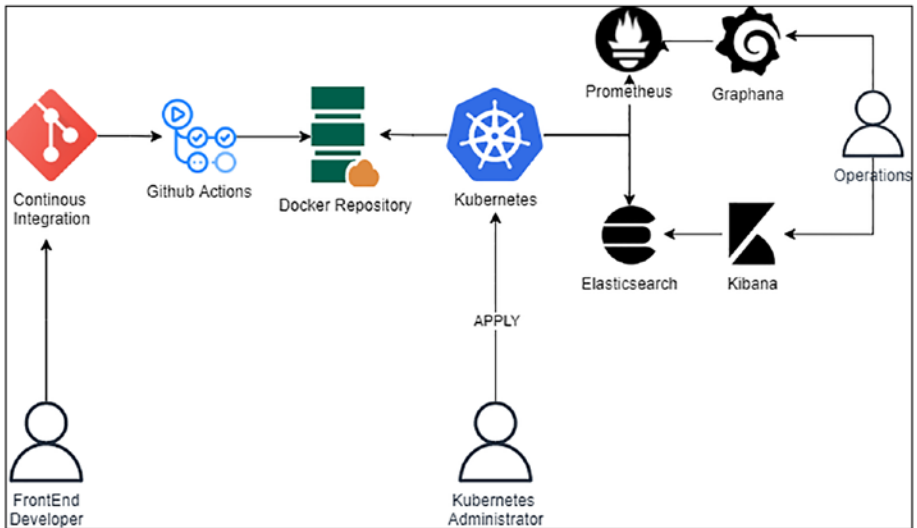 Prometheus
Graphana
Operations
Continous
Integration
Github Actions
Docker Repository
Kubernetes
Elasticsearch
Kibana
APPLY
FrontEnd
Developer
Kubernetes
Administrator